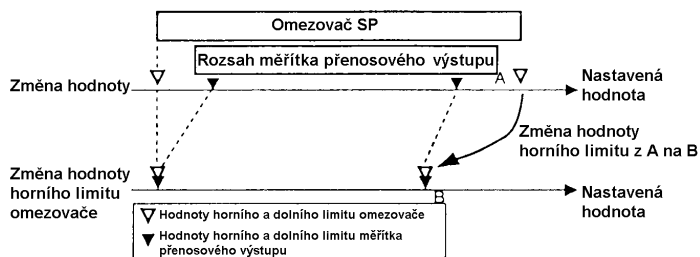 Omezovač SP
Rozsah měřítka přenosového výstupu
A
Změna hodnoty
Nastavená
hodnota
Změna hodnoty
horního limitu z A na B
Změna hodnoty
horního limitu
omezovače
B
Nastavená
hodnota
Hodnoty horního a dolního limitu omezovače
Hodnoty horního a dolního limitu měřítka
přenosového výstupu